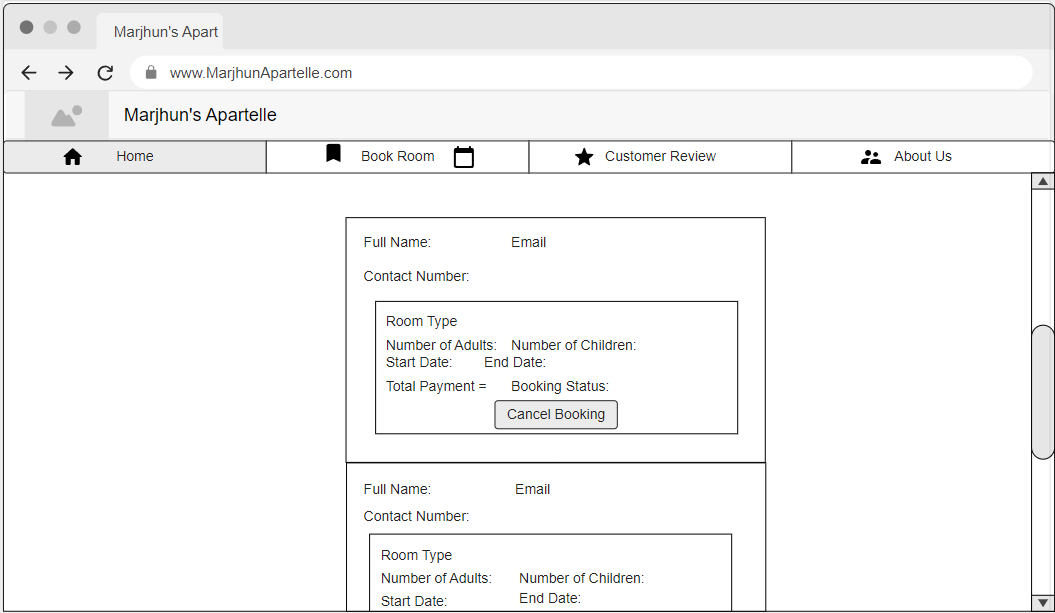 Marjhun's Apart
www.MarjhunApartelle.com
Marjhun's Apartelle
Home Book Room Customer Review About Us
Full Name: Email
Contact Number:
Room Type
Number of Adults: Number of Children:
Start Date: End Date:
Total Payment = Booking Status:
Cancel Booking
Full Name: Email
Contact Number:
Room Type
Number of Adults: Number of Children:
Start Date: End Date: